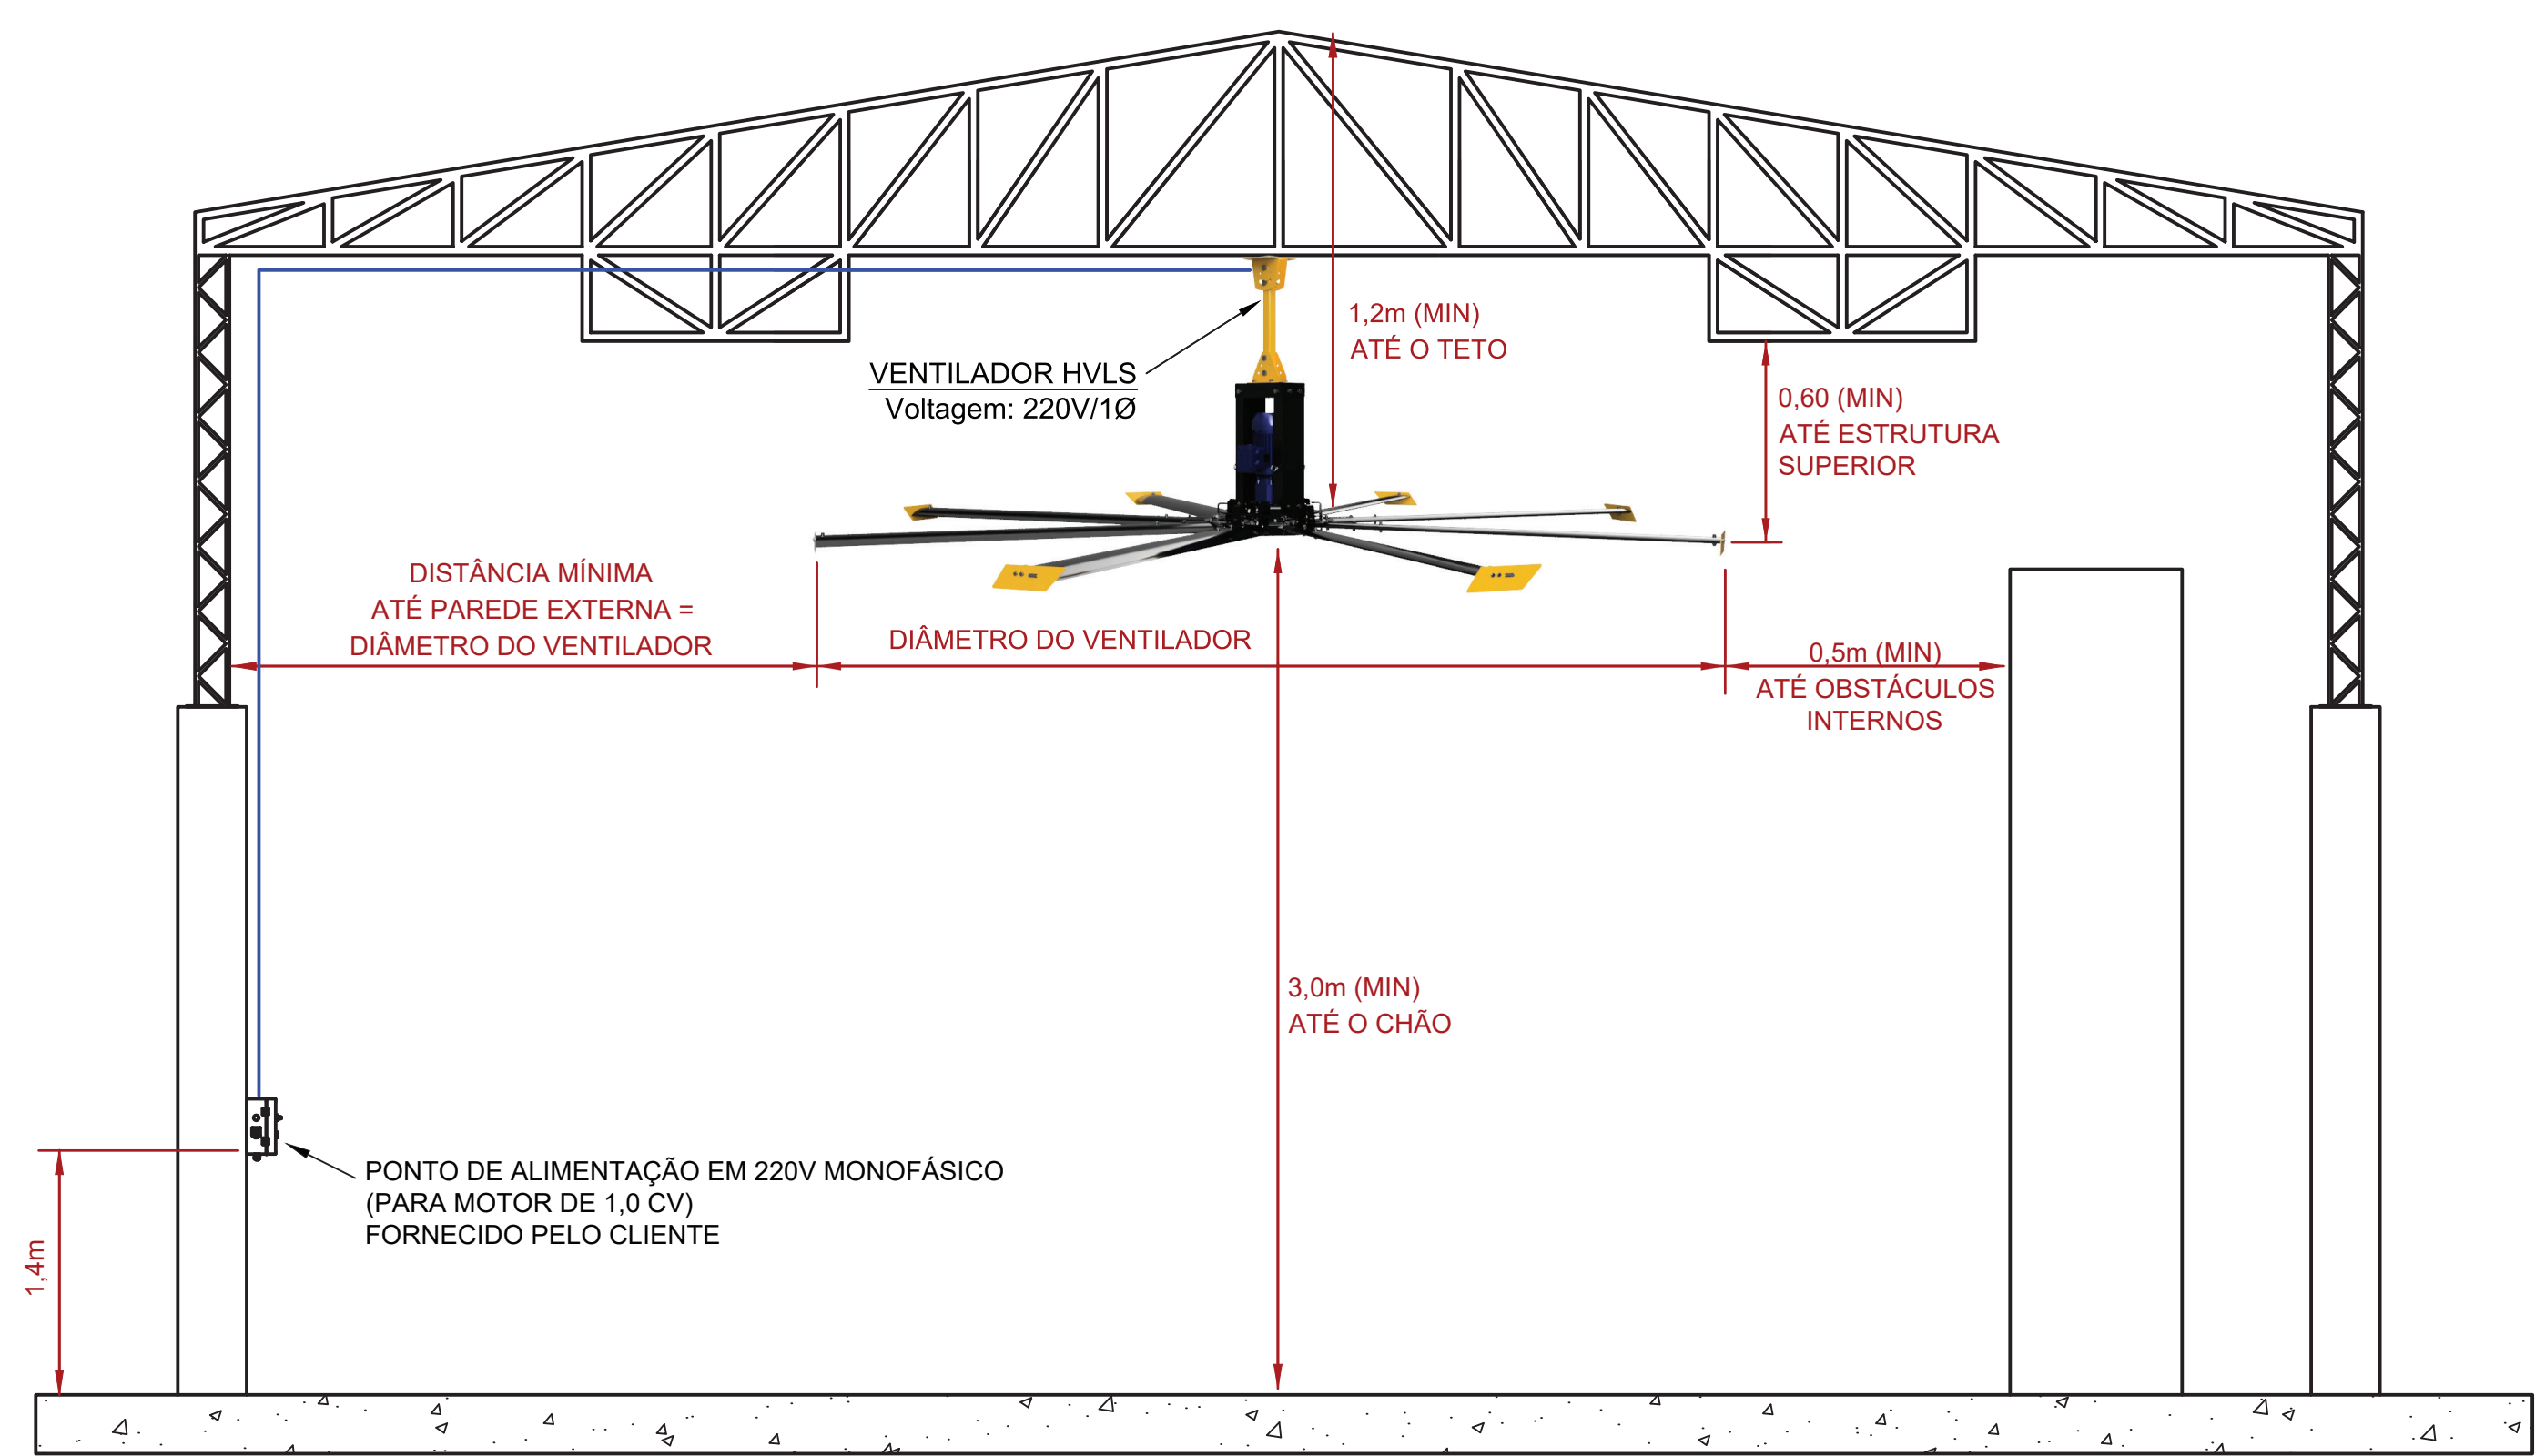 1,2m (MIN)
ATÉ O TETO
VENTILADOR HVLS
Voltagem: 220V/1Ø
0,60 (MIN)
ATÉ ESTRUTURA
SUPERIOR
DISTÂNCIA MÍNIMA
ATÉ PAREDE EXTERNA =
DIÂMETRO DO VENTILADOR
DIÂMETRO DO VENTILADOR
0,5m (MIN)
ATÉ OBSTÁCULOS
INTERNOS
3,0m (MIN)
ATÉ O CHÃO
PONTO DE ALIMENTAÇÃO EM 220V MONOFÁSICO
(PARA MOTOR DE 1,0 CV)
FORNECIDO PELO CLIENTE
1,4m